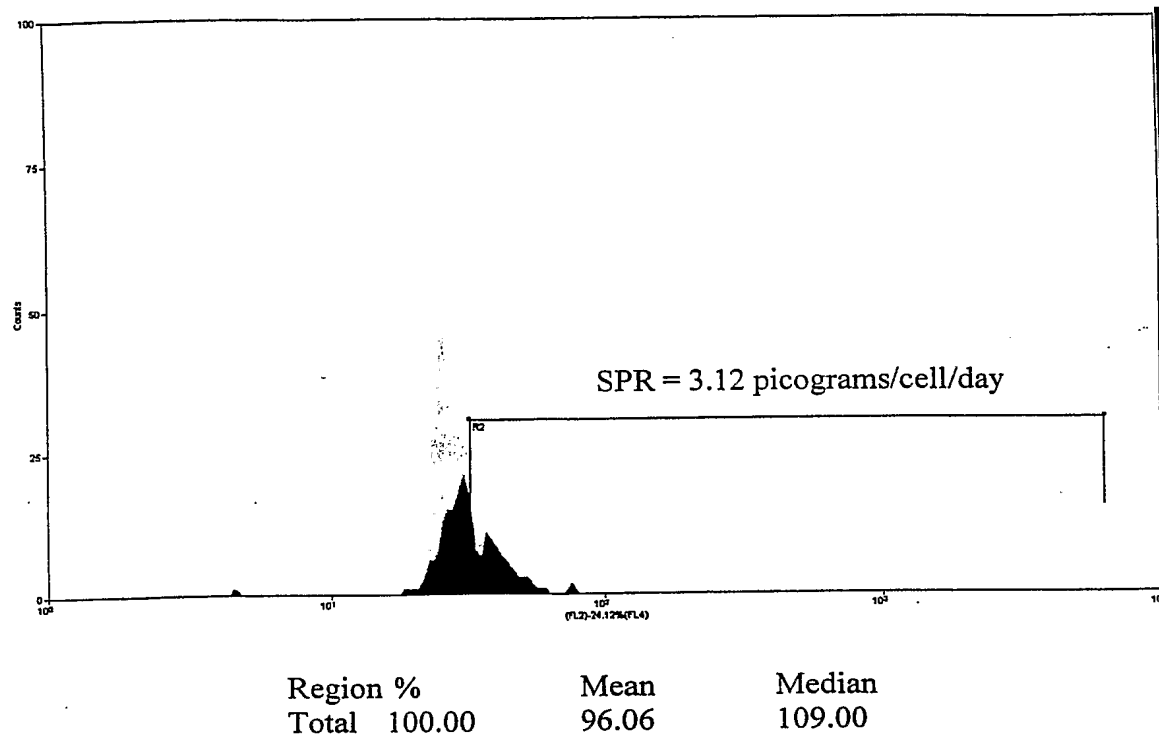 100
75
Counts
50
SPR = 3.12 picograms/cell/day
R2
25
0
10⁰ 10¹ 10² 10³ 10
(FL2)-24.12%(FL4)
Region % Mean Median
Total 100.00 96.06 109.00